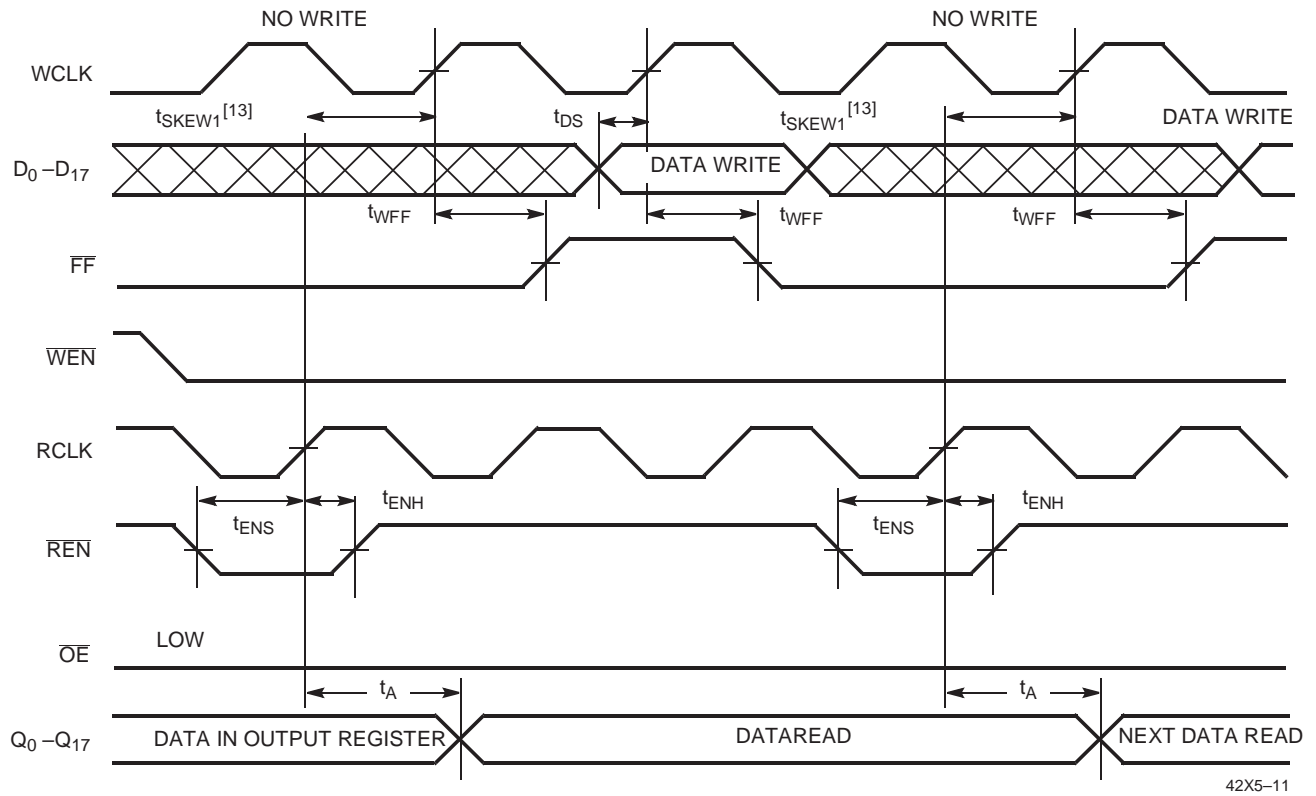 NO WRITE NO WRITE
WCLK
tSKEW1[13] tDS tSKEW1[13] DATA WRITE
D0–D17 DATA WRITE
tWFF tWFF tWFF
FF
WEN
RCLK
tENS tENH tENS tENH
REN
LOW
OE
tA tA
Q0–Q17 DATA IN OUTPUT REGISTER DATAREAD NEXT DATA READ
42X5–11